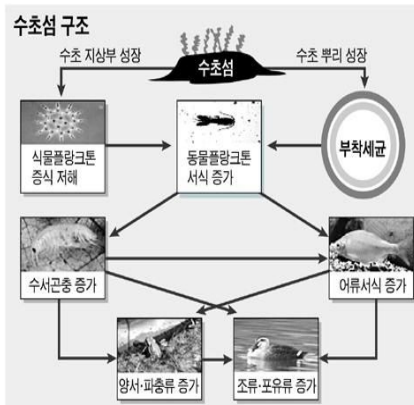 수초섬 구조
수초 지상부 성장
수초섬
수초 뿌리 성장
식물플랑크톤
증식 저해
동물플랑크톤
서식 증가
부착세균
수서곤충 증가
어류서식 증가
양서·파충류 증가
조류·포유류 증가